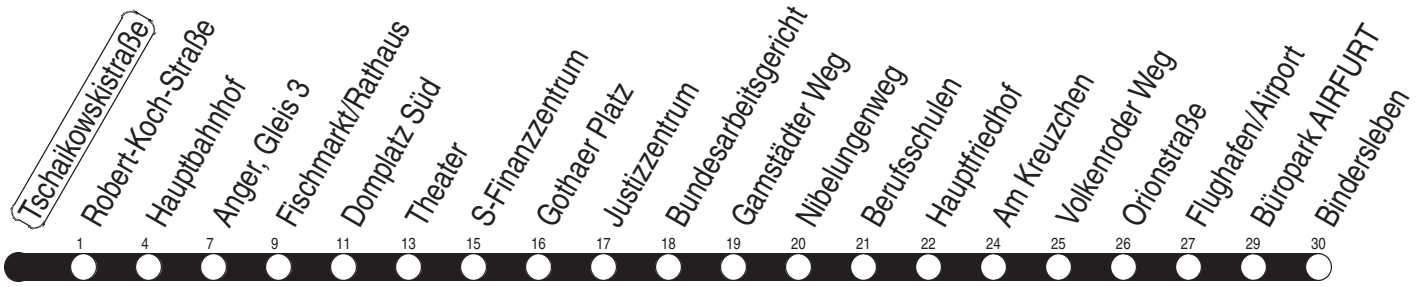 Tschaikowskistraße
Robert-Koch-Straße
Hauptbahnhof
Anger, Gleis 3
Fischmarkt/Rathaus
Domplatz Süd
Theater
S-Finanzzentrum
Gothaer Platz
Justizzentrum
Bundesarbeitsgericht
Gamstädter Weg
Nibelungenweg
Berufsschulen
Hauptfriedhof
Am Kreuzchen
Volkenroder Weg
Orionstraße
Flughafen/Airport
Büropark AIRFURT
Bindersleben
1 4 7 9 11 13 15 16 17 18 19 20 21 22 24 25 26 27 29 30